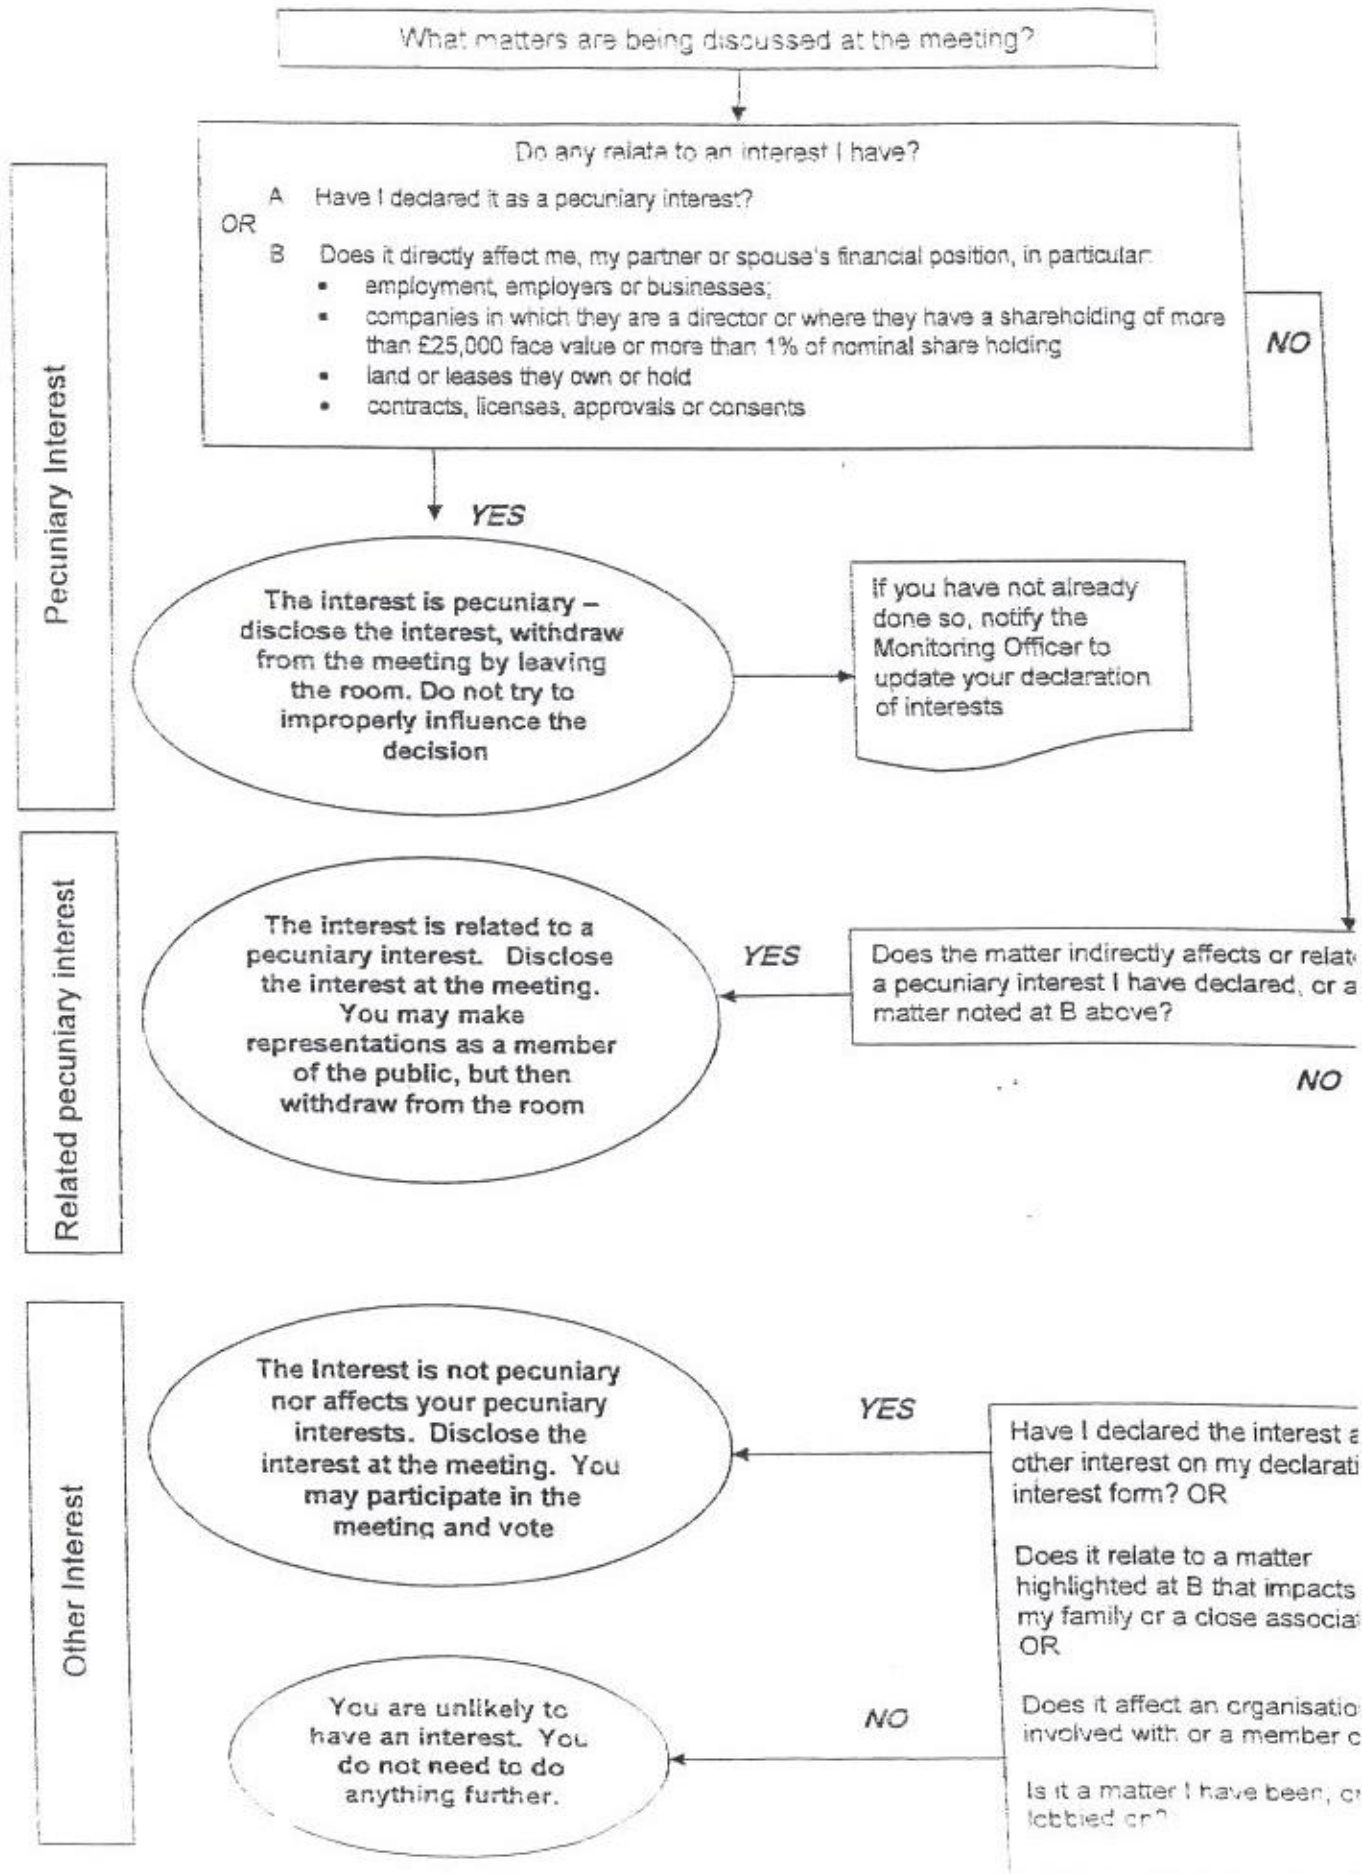 What matters are being discussed at the meeting?
Do any relate to an interest I have?
A Have I declared it as a pecuniary interest?
OR
B Does it directly affect me, my partner or spouse's financial position, in particular:
• employment, employers or businesses;
• companies in which they are a director or where they have a shareholding of more
than £25,000 face value or more than 1% of nominal share holding
• land or leases they own or hold
• contracts, licenses, approvals or consents
NO
Pecuniary Interest
YES
The interest is pecuniary –
disclose the interest, withdraw
from the meeting by leaving
the room. Do not try to
improperly influence the
decision
If you have not already
done so, notify the
Monitoring Officer to
update your declaration
of interests
Related pecuniary interest
The interest is related to a
pecuniary interest. Disclose
the interest at the meeting.
You may make
representations as a member
of the public, but then
withdraw from the room
YES
Does the matter indirectly affects or relat
a pecuniary interest I have declared, or a
matter noted at B above?
NO
Other Interest
The Interest is not pecuniary
nor affects your pecuniary
interests. Disclose the
interest at the meeting. You
may participate in the
meeting and vote
YES
Have I declared the interest
other interest on my declarati
interest form? OR
Does it relate to a matter
highlighted at B that impacts
my family or a close associa
OR
Does it affect an organisatio
involved with or a member
Is it a matter I have been,
lobbied on?
NO
You are unlikely to
have an interest. You
do not need to do
anything further.